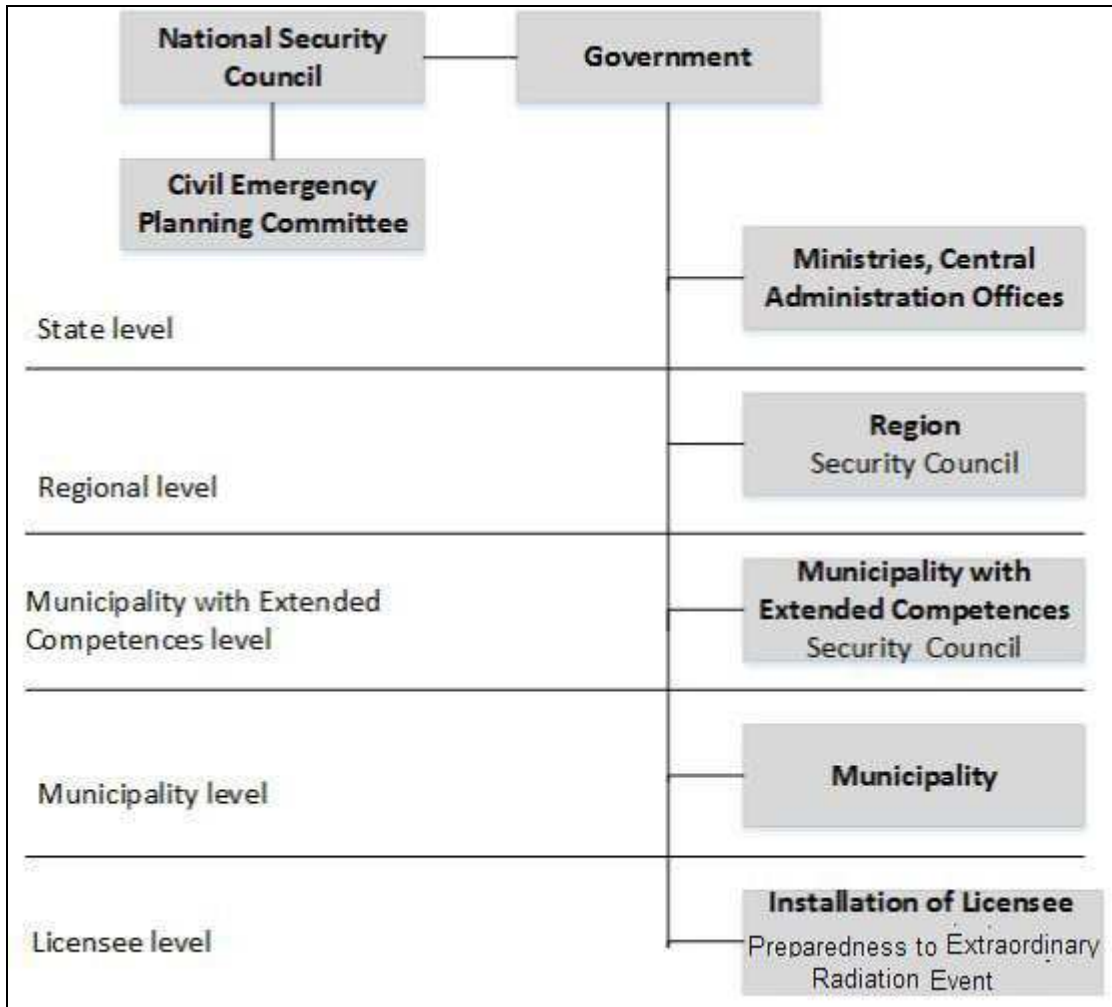 National Security
Council
Government
Civil Emergency
Planning Committee
Ministries, Central
Administration Offices
State level
Region
Security Council
Regional level
Municipality with
Extended Competences
Security Council
Municipality with Extended
Competences level
Municipality
Municipality level
Installation of Licensee
Preparedness to Extraordinary
Radiation Event
Licensee level